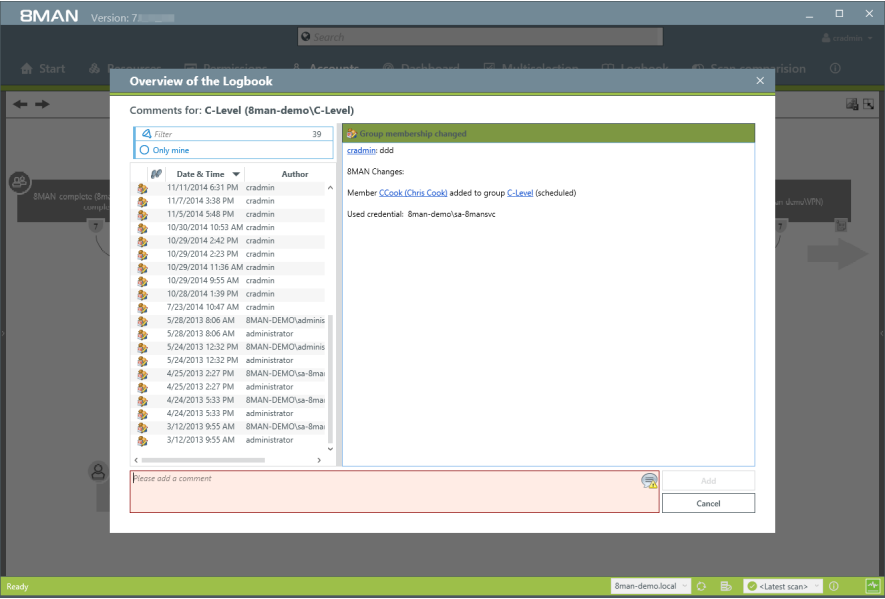 8MAN Version: 7
Search
cradmin
Start Resources Permissions Accounts Dashboard Multiselection Logbook Scan comparision
Overview of the Logbook
Comments for: C-Level (8man-demo\C-Level)
Filter 39
Only mine
Date & Time Author
11/11/2014 6:31 PM cradmin
11/7/2014 3:38 PM cradmin
11/5/2014 5:48 PM cradmin
10/30/2014 10:53 AM cradmin
10/29/2014 2:42 PM cradmin
10/29/2014 2:23 PM cradmin
10/29/2014 11:36 AM cradmin
10/29/2014 9:55 AM cradmin
10/28/2014 1:39 PM cradmin
7/23/2014 10:47 AM cradmin
5/28/2013 8:06 AM 8MAN-DEMO\adminis
5/28/2013 8:06 AM administrator
5/24/2013 12:32 PM 8MAN-DEMO\adminis
5/24/2013 12:32 PM administrator
4/25/2013 2:27 PM 8MAN-DEMO\sa-8mai
4/25/2013 2:27 PM administrator
4/24/2013 5:33 PM 8MAN-DEMO\sa-8mai
4/24/2013 5:33 PM administrator
3/12/2013 9:55 AM 8MAN-DEMO\sa-8mai
3/12/2013 9:55 AM administrator
Group membership changed
cradmin: ddd
8MAN Changes:
Member CCook (Chris Cook) added to group C-Level (scheduled)
Used credential: 8man-demo\sa-8mansvc
8MAN complete (8ma
comple
n demo\VPN)
?
?
Please add a comment
Add
Cancel
Ready
8man-demo.local
<Latest scan>